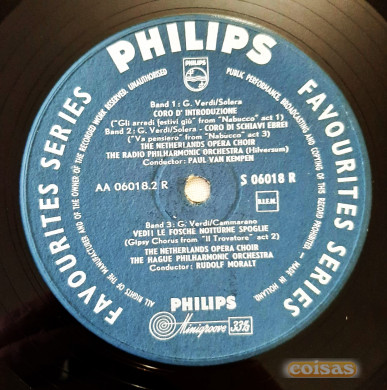 PHILIPS
FAVOURITES SERIES
FAVOURITES SERIES
ALL RIGHTS OF THE MANUFACTURER AND OF THE OWNER OF THE RECORDED WORK RESERVED. UNAUTHORISED
PUBLIC PERFORMANCE, BROADCASTING AND COPYING OF THIS RECORD PROHIBITED - MADE IN HOLLAND
PHILIPS
Band 1: G. Verdi/Solera
CORO D' INTRODUZIONE
("Gli arredi festivi giù" from "Nabucco" act 1)
Band 2: G. Verdi/Solera - CORO DI SCHIAVI EBREI
("Va pensiero" from "Nabucco" act 3)
THE NETHERLANDS OPERA CHOIR
THE RADIO PHILHARMONIC ORCHESTRA (Hilversum)
Conductor: PAUL VAN KEMPEN
AA 06018.2 R
S 06018 R
B.I.E.M.
Band 3: G. Verdi/Cammarano
VEDI! LE FOSCHE NOTTURNE SPOGLIE
(Gipsy Chorus from "Il Trovatore" act 2)
THE NETHERLANDS OPERA CHOIR
THE HAGUE PHILHARMONIC ORCHESTRA
Conductor: RUDOLF MORALT
PHILIPS
Minigroove 33⅓
coisas